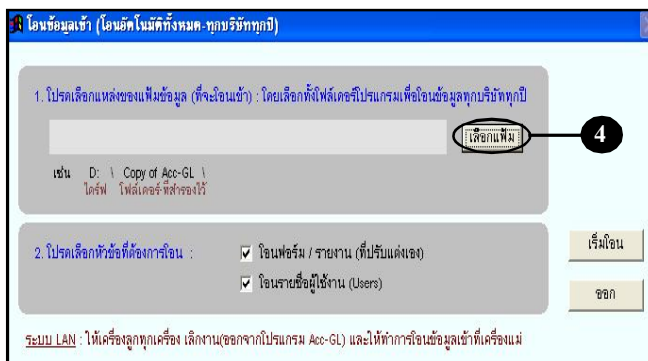 โอนข้อมูลเข้า (โอนอัตโนมัติทั้งหมด-ทุกบริษัททุกปี)
1. โปรดเลือกแหล่งของแฟ้มข้อมูล (ที่จะโอนเข้า) : โดยเลือกทั้งโฟล์เดอร์โปรแกรมเพื่อโอนข้อมูลทุกบริษัททุกปี
เลือกแฟ้ม
4
เช่น D: \ Copy of Acc-GL \
ไดร์ฟ โฟล์เดอร์-ที่สำรองไว้
2. โปรดเลือกหัวข้อที่ต้องการโอน :
โอนฟอร์ม / รายงาน (ที่ปรับแต่งเอง)
โอนรายชื่อผู้ใช้งาน (Users)
เริ่มโอน
ออก
ระบบ LAN : ให้เครื่องลูกทุกเครื่อง เลิกงาน(ออกจากโปรแกรม Acc-GL) และให้ทำการโอนข้อมูลเข้าที่เครื่องแม่